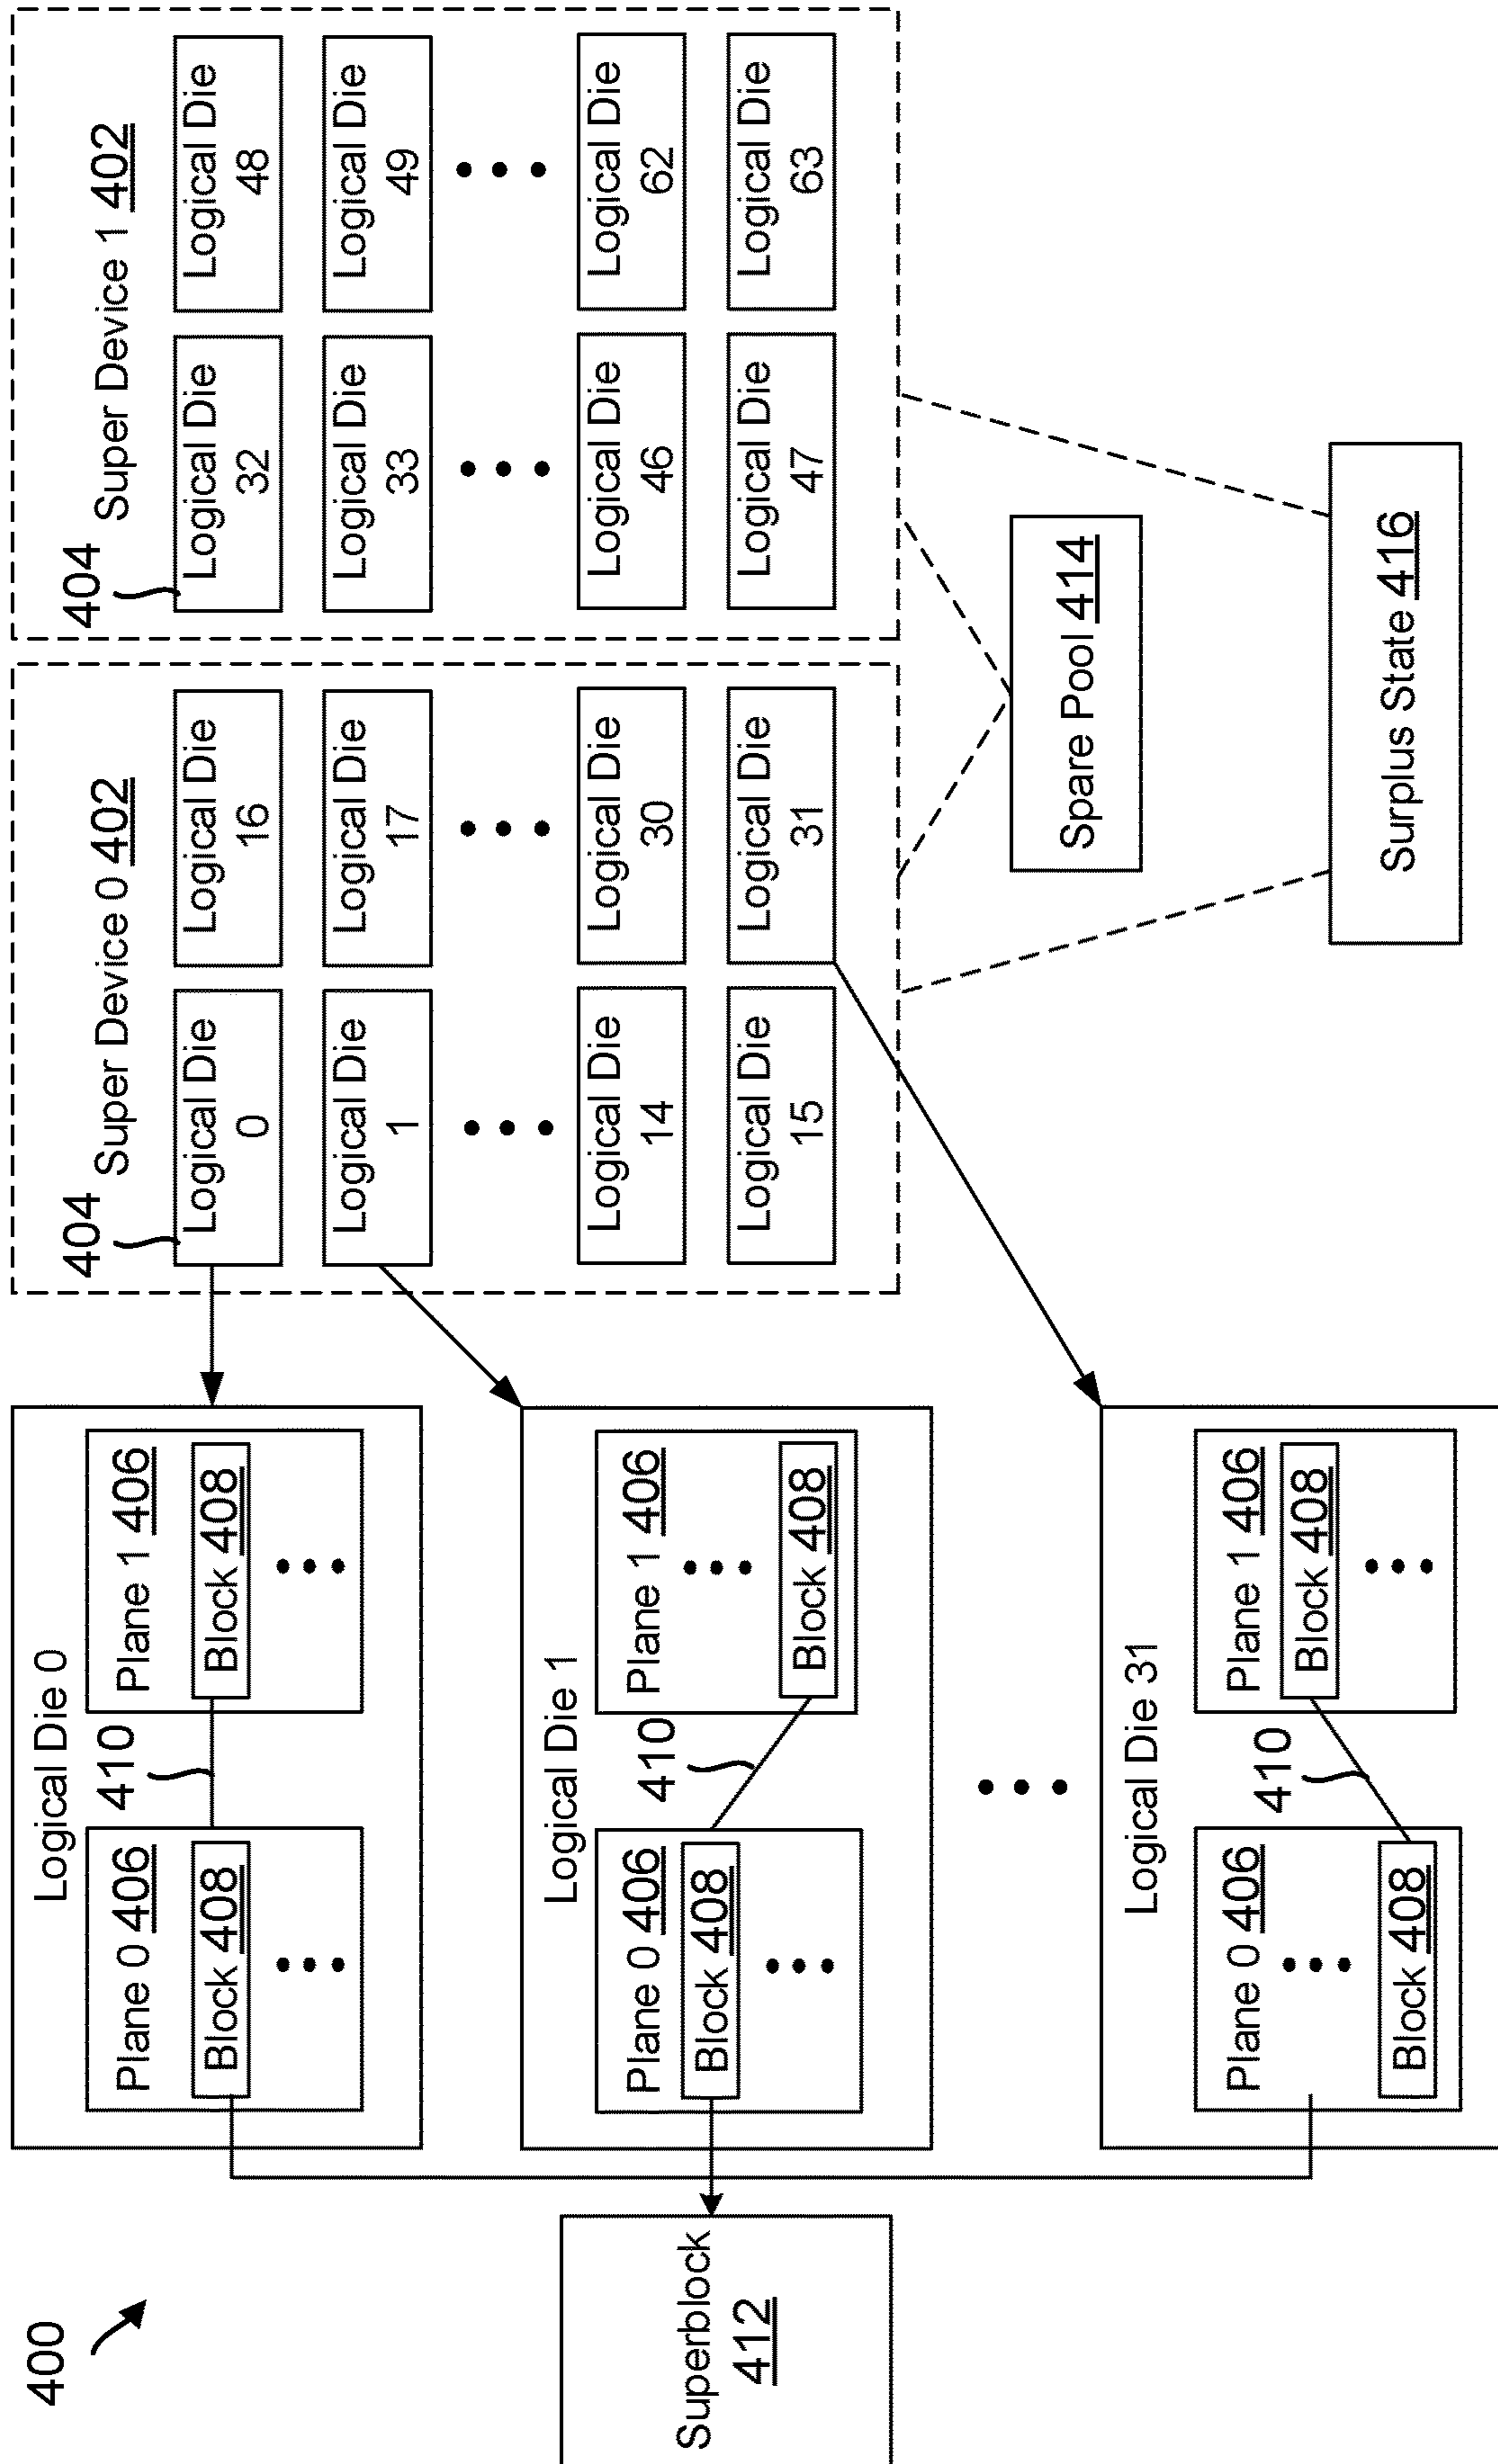 400
Superblock
412
Logical Die 0
Plane 0 406
Block 408
410
Plane 1 406
Block 408
Logical Die 1
Plane 0 406
Block 408
410
Plane 1 406
Block 408
Logical Die 31
Plane 0 406
Block 408
410
Plane 1 406
Block 408
404
Super Device 0 402
Logical Die
0
Logical Die
16
Logical Die
1
Logical Die
17
Logical Die
14
Logical Die
30
Logical Die
15
Logical Die
31
404
Super Device 1 402
Logical Die
32
Logical Die
48
Logical Die
33
Logical Die
49
Logical Die
46
Logical Die
62
Logical Die
47
Logical Die
63
Spare Pool 414
Surplus State 416